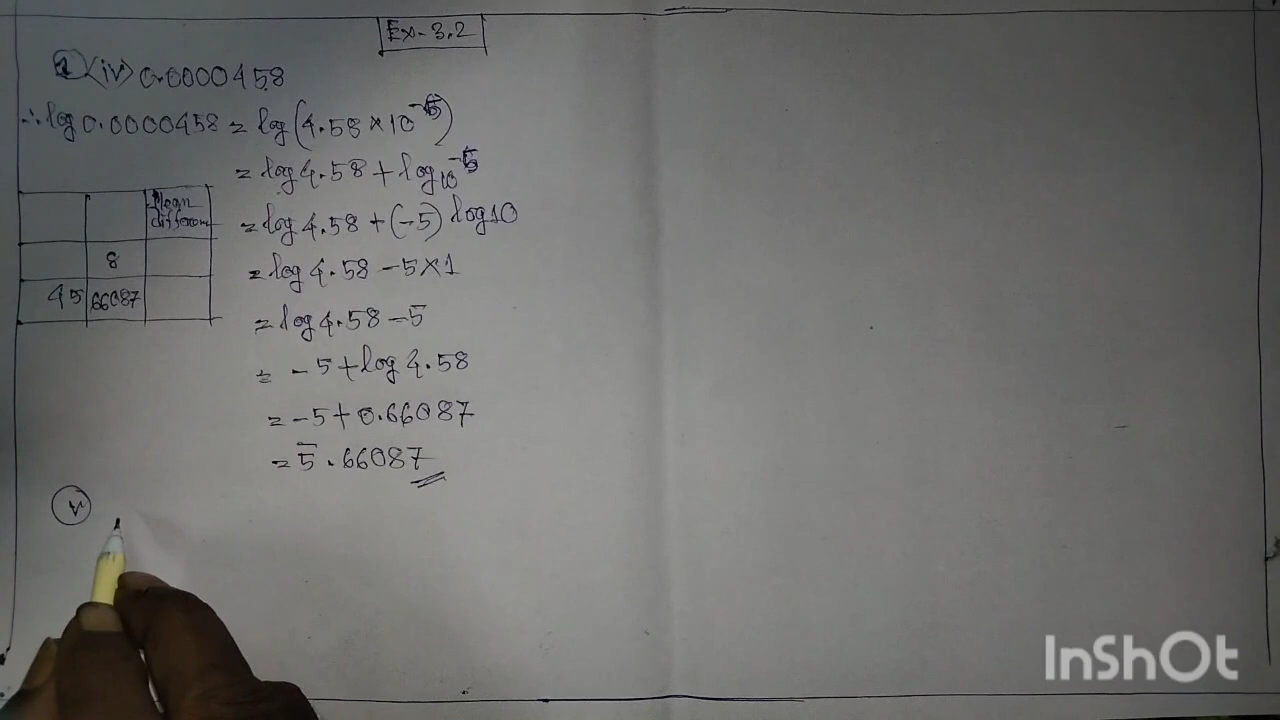 Ex- 3.2
1 (iv) 0.0000458
∴ log 0.0000458 = log(4.58×10⁻⁵)
= log 4.58 + log 10⁻⁵
= log 4.58 + (-5) log 10
= log 4.58 - 5×1
= log 4.58 - 5
= -5 + log 4.58
= -5 + 0.66087
= 5̅.66087
Mean
differen
8
45 66087
v
InShOt